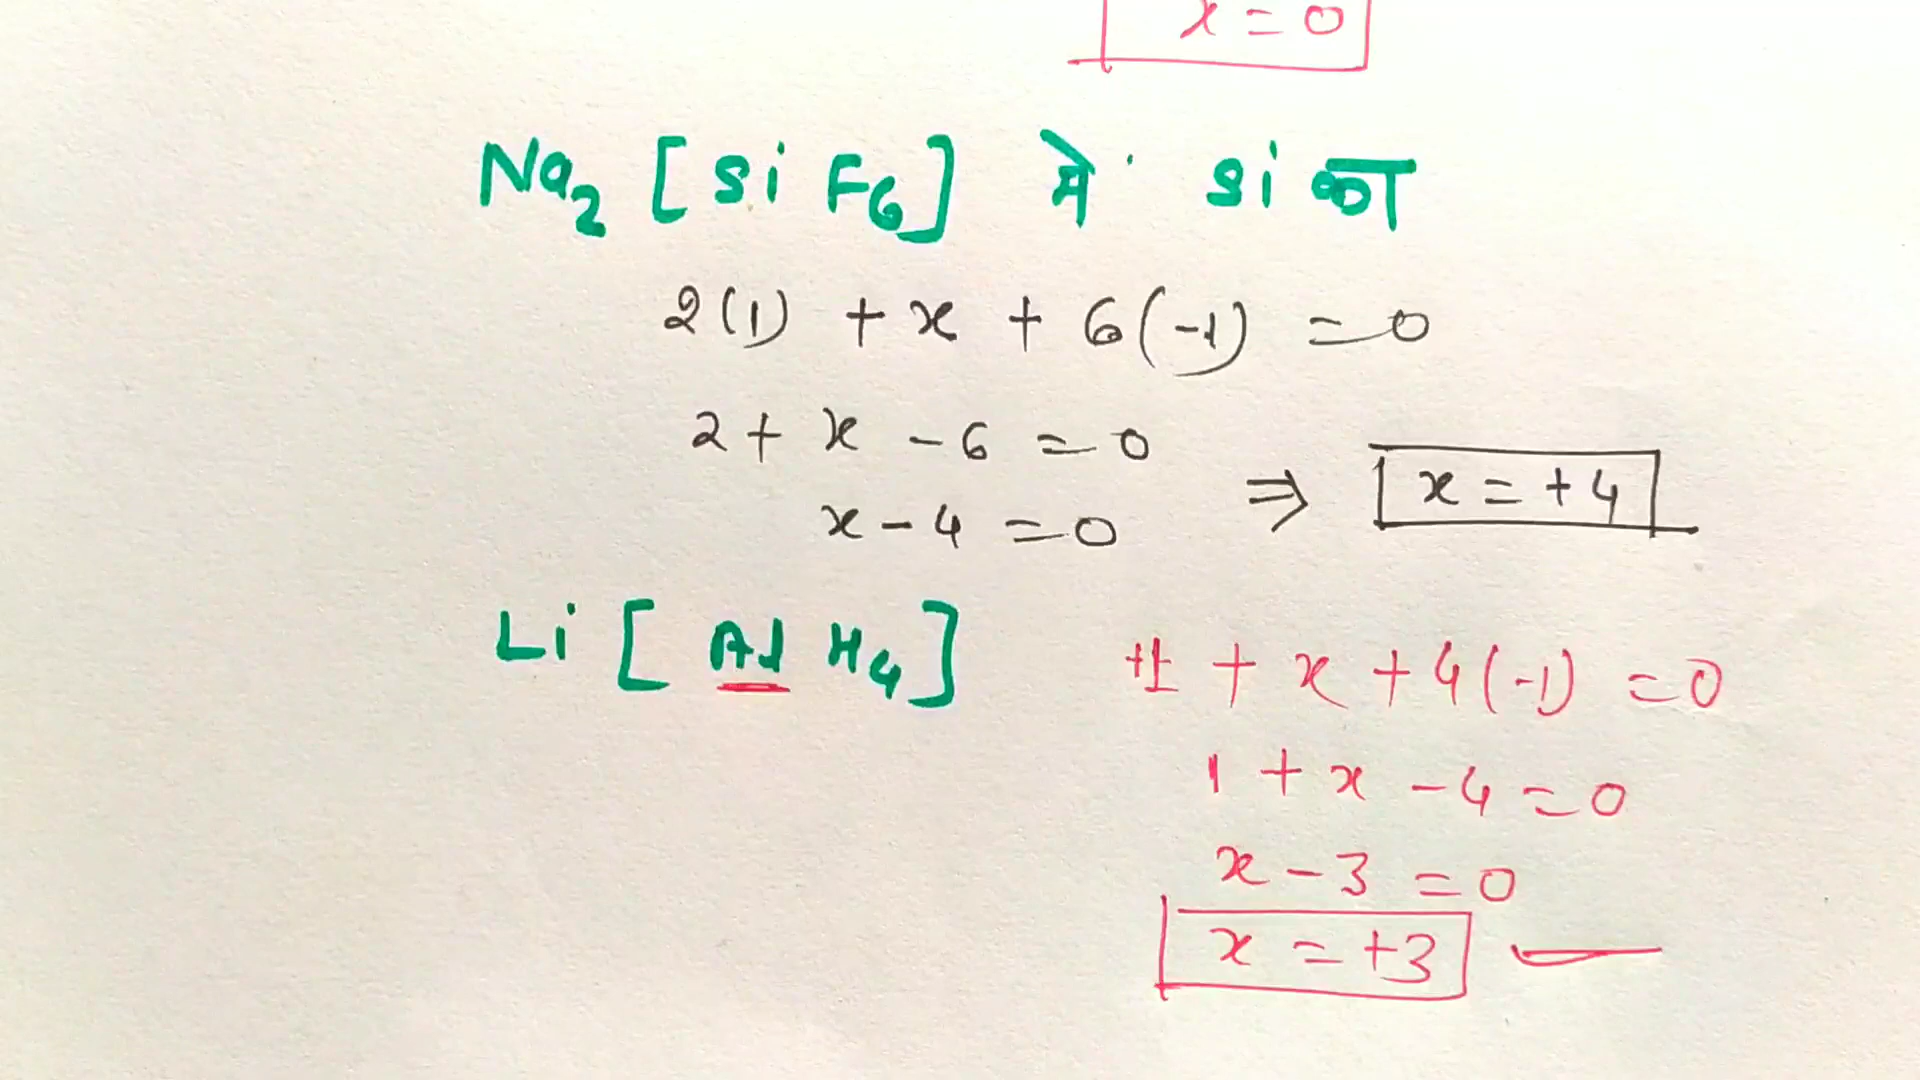 x = 0
Na2 [Si F6] में Si का
2(1) + x + 6(-1) = 0
2 + x - 6 = 0
x - 4 = 0 ⇒ x = +4
Li [Al H4]
+1 + x + 4(-1) = 0
1 + x - 4 = 0
x - 3 = 0
x = +3